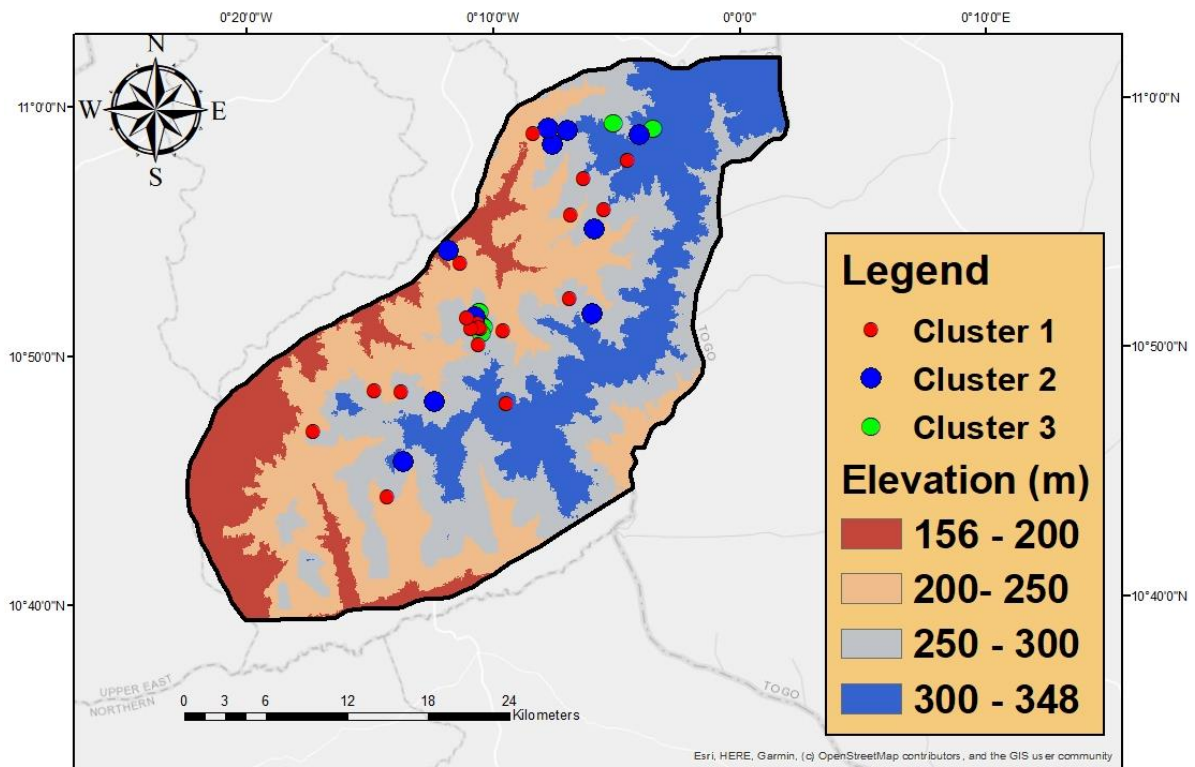 0°20'0"W 0°10'0"W 0°0'0" 0°10'0"E
N
W E
S
11°0'0"N 11°0'0"N
10°50'0"N 10°50'0"N
10°40'0"N 10°40'0"N
TOGO
Legend
Cluster 1
Cluster 2
Cluster 3
Elevation (m)
156 - 200
200- 250
250 - 300
300 - 348
UPPER EAST
NORTHERN
TOGO
0 3 6 12 18 24
Kilometers
Esri, HERE, Garmin, (c) OpenStreetMap contributors, and the GIS user community